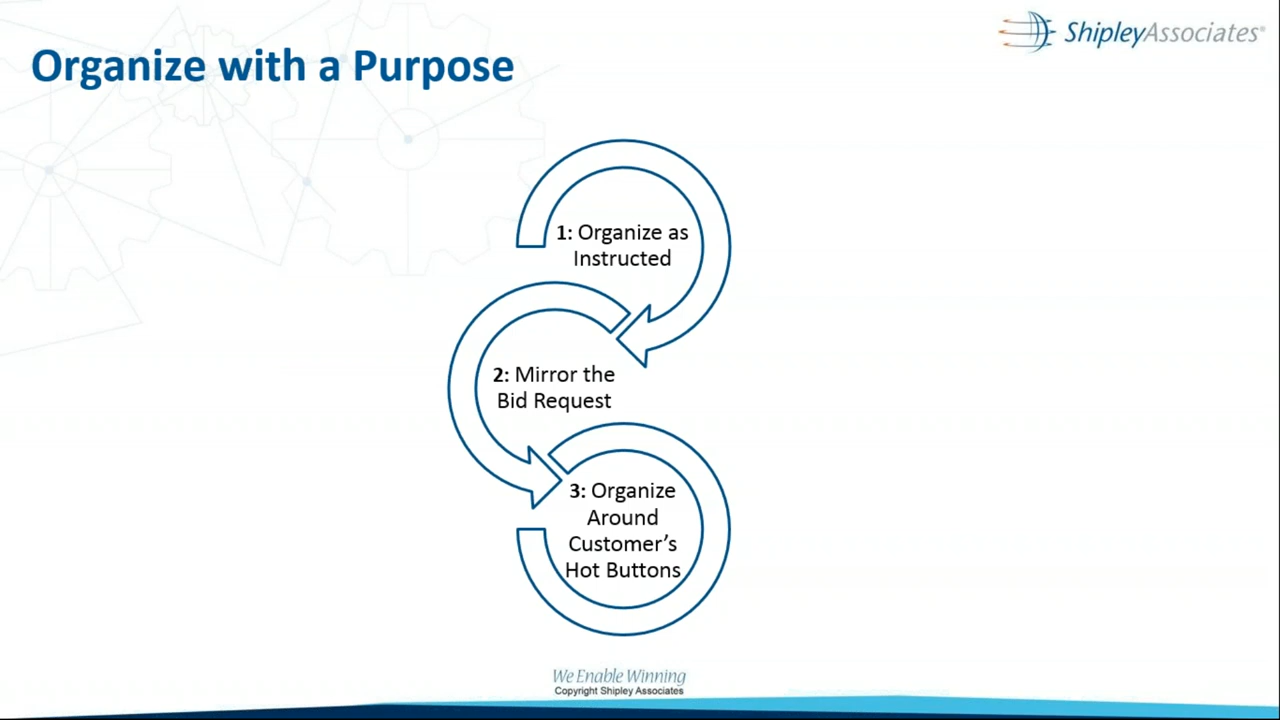 ShipleyAssociates®
Organize with a Purpose
1: Organize as
Instructed
2: Mirror the
Bid Request
3: Organize
Around
Customer’s
Hot Buttons
We Enable Winning
Copyright Shipley Associates